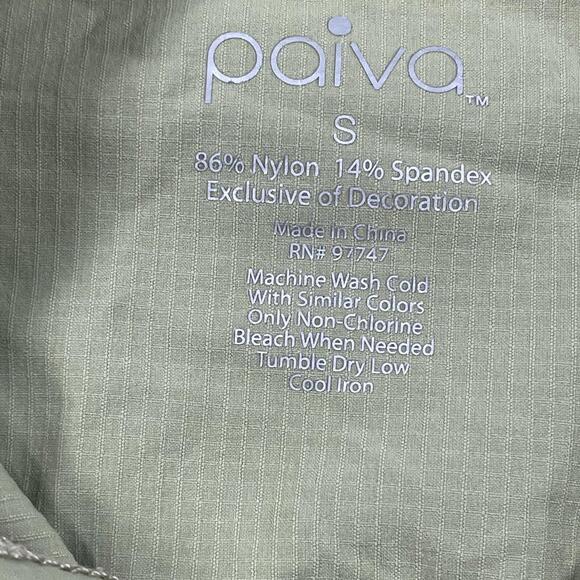 paiva™
S
86% Nylon 14% Spandex
Exclusive of Decoration
Made in China
RN# 97747
Machine Wash Cold
With Similar Colors
Only Non-Chlorine
Bleach When Needed
Tumble Dry Low
Cool Iron